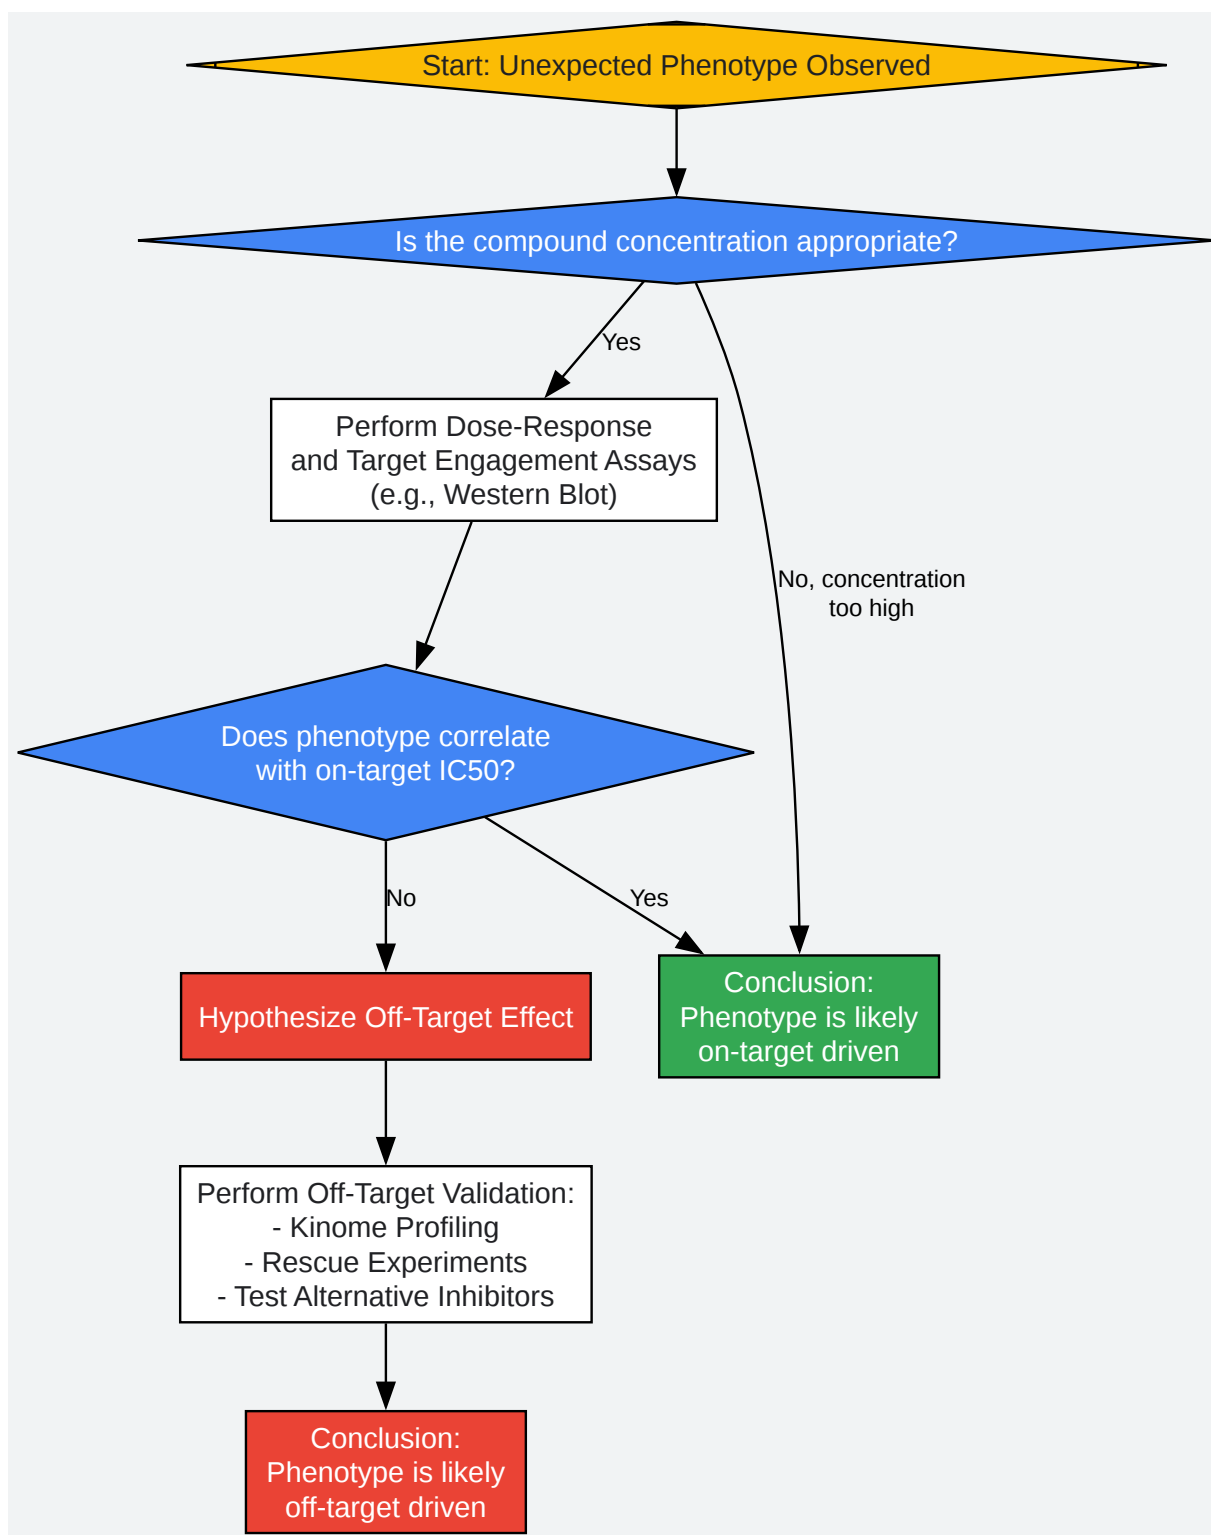 Start: Unexpected Phenotype Observed
Is the compound concentration appropriate?
Yes
Perform Dose-Response
and Target Engagement Assays
(e.g., Western Blot)
No, concentration
too high
Does phenotype correlate
with on-target IC50?
No
Yes
Hypothesize Off-Target Effect
Conclusion:
Phenotype is likely
on-target driven
Perform Off-Target Validation:
- Kinome Profiling
- Rescue Experiments
- Test Alternative Inhibitors
Conclusion:
Phenotype is likely
off-target driven